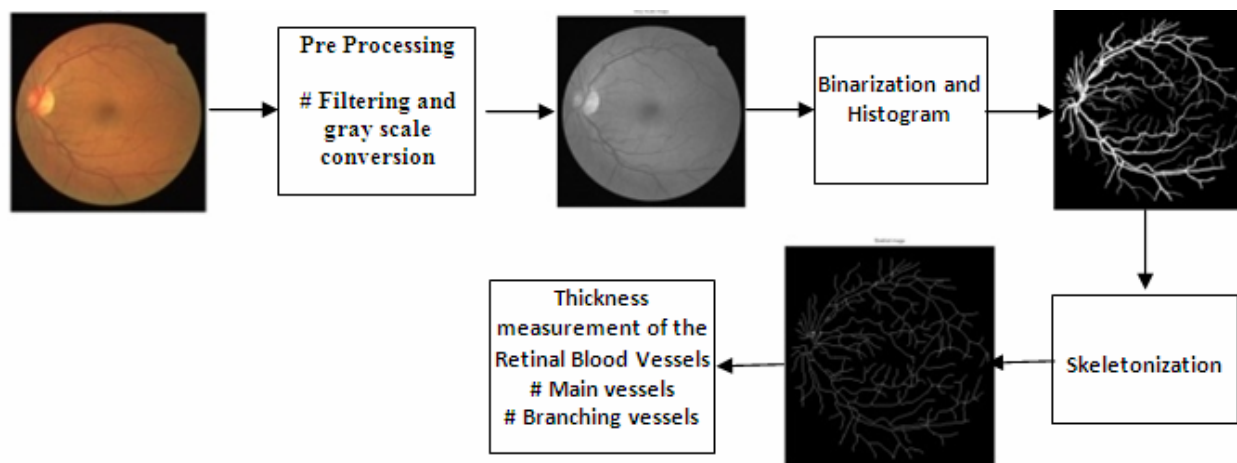 Pre Processing
# Filtering and
gray scale
conversion
Binarization and
Histogram
Skeletonization
Thickness
measurement of the
Retinal Blood Vessels
# Main vessels
# Branching vessels